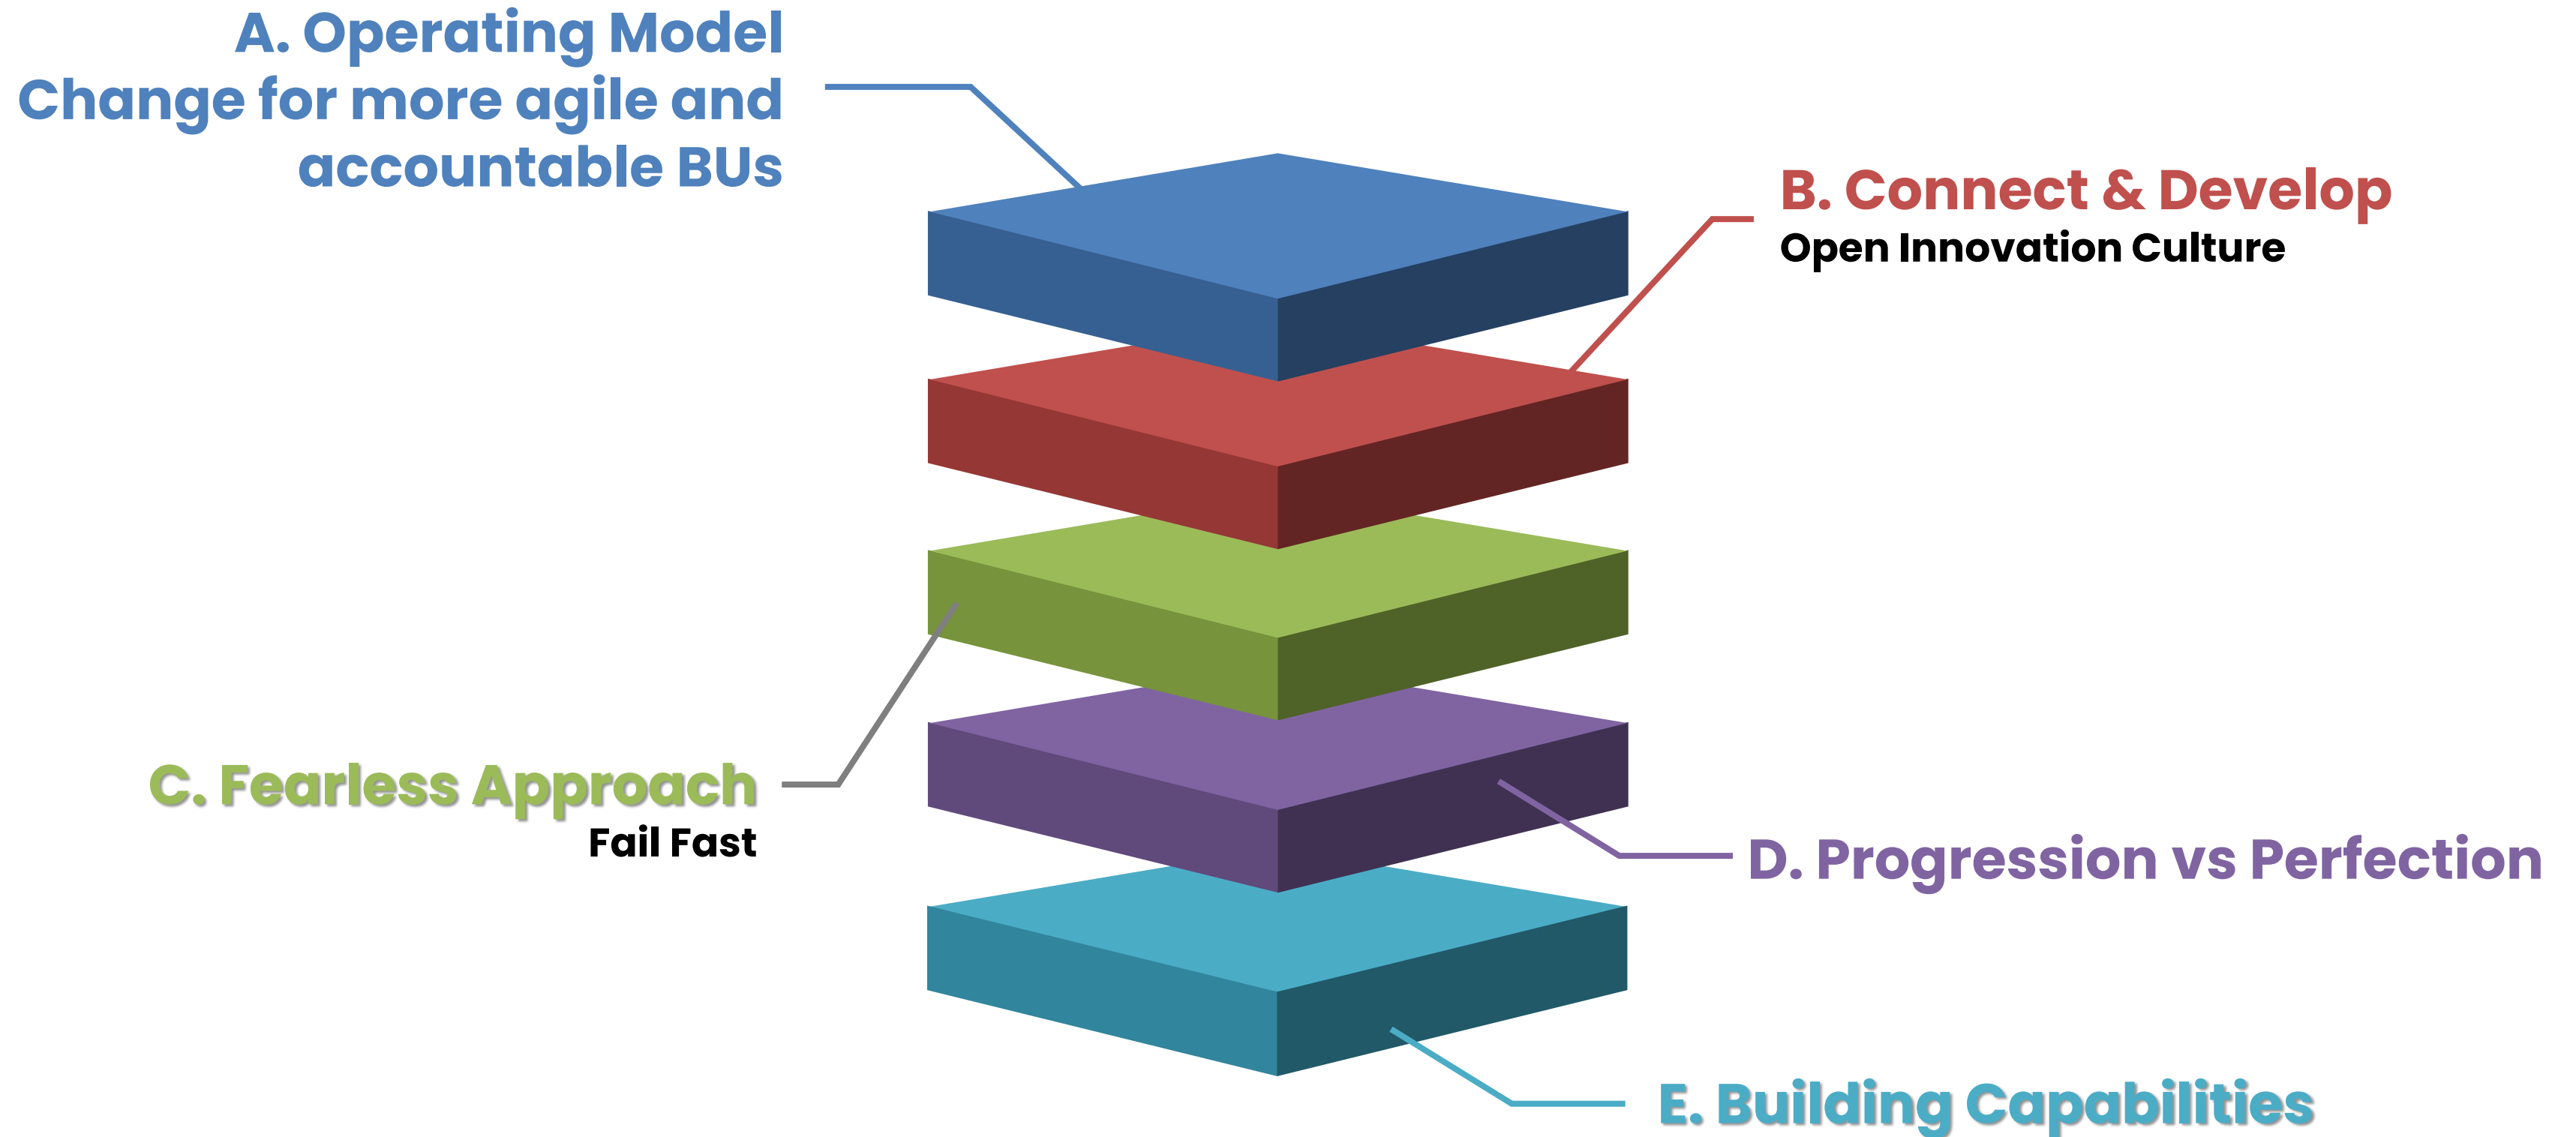 A. Operating Model
Change for more agile and
accountable BUs
B. Connect & Develop
Open Innovation Culture
C. Fearless Approach
Fail Fast
D. Progression vs Perfection
E. Building Capabilities